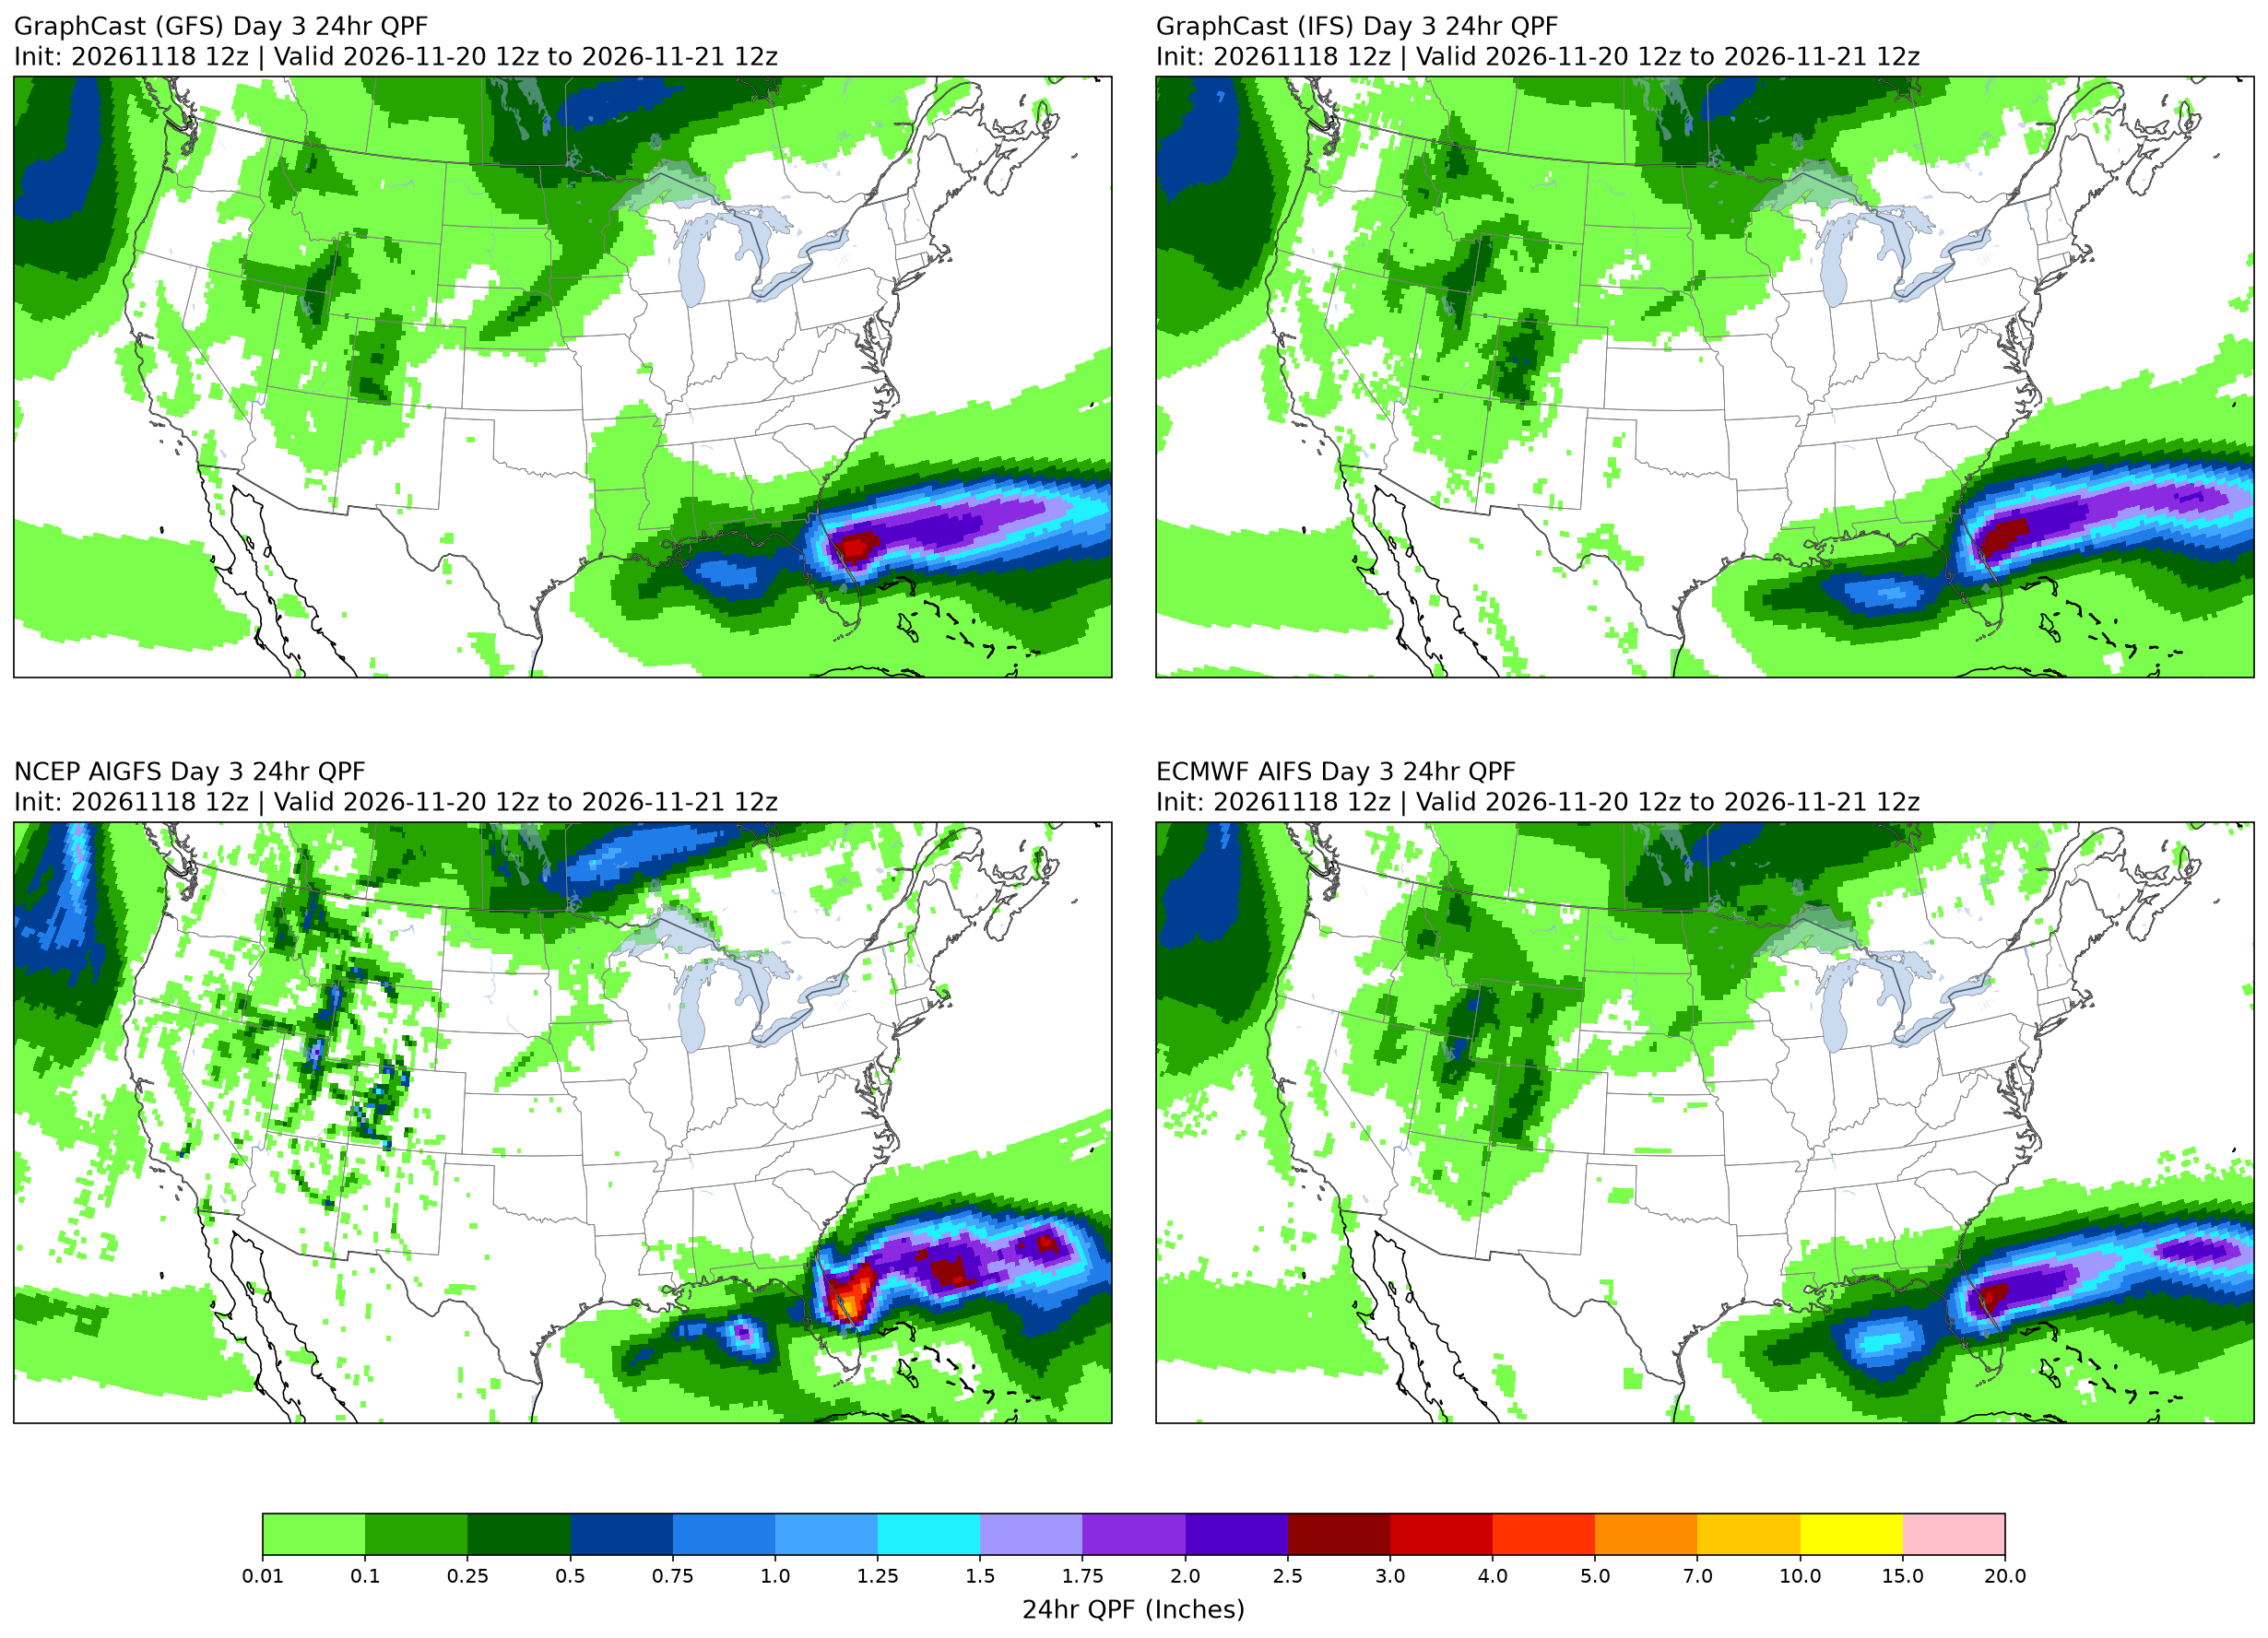 GraphCast (GFS) Day 3 24hr QPF
Init: 20261118 12z | Valid 2026-11-20 12z to 2026-11-21 12z
GraphCast (IFS) Day 3 24hr QPF
Init: 20261118 12z | Valid 2026-11-20 12z to 2026-11-21 12z
NCEP AIGFS Day 3 24hr QPF
Init: 20261118 12z | Valid 2026-11-20 12z to 2026-11-21 12z
ECMWF AIFS Day 3 24hr QPF
Init: 20261118 12z | Valid 2026-11-20 12z to 2026-11-21 12z
0.01 0.1 0.25 0.5 0.75 1.0 1.25 1.5 1.75 2.0 2.5 3.0 4.0 5.0 7.0 10.0 15.0 20.0
24hr QPF (Inches)